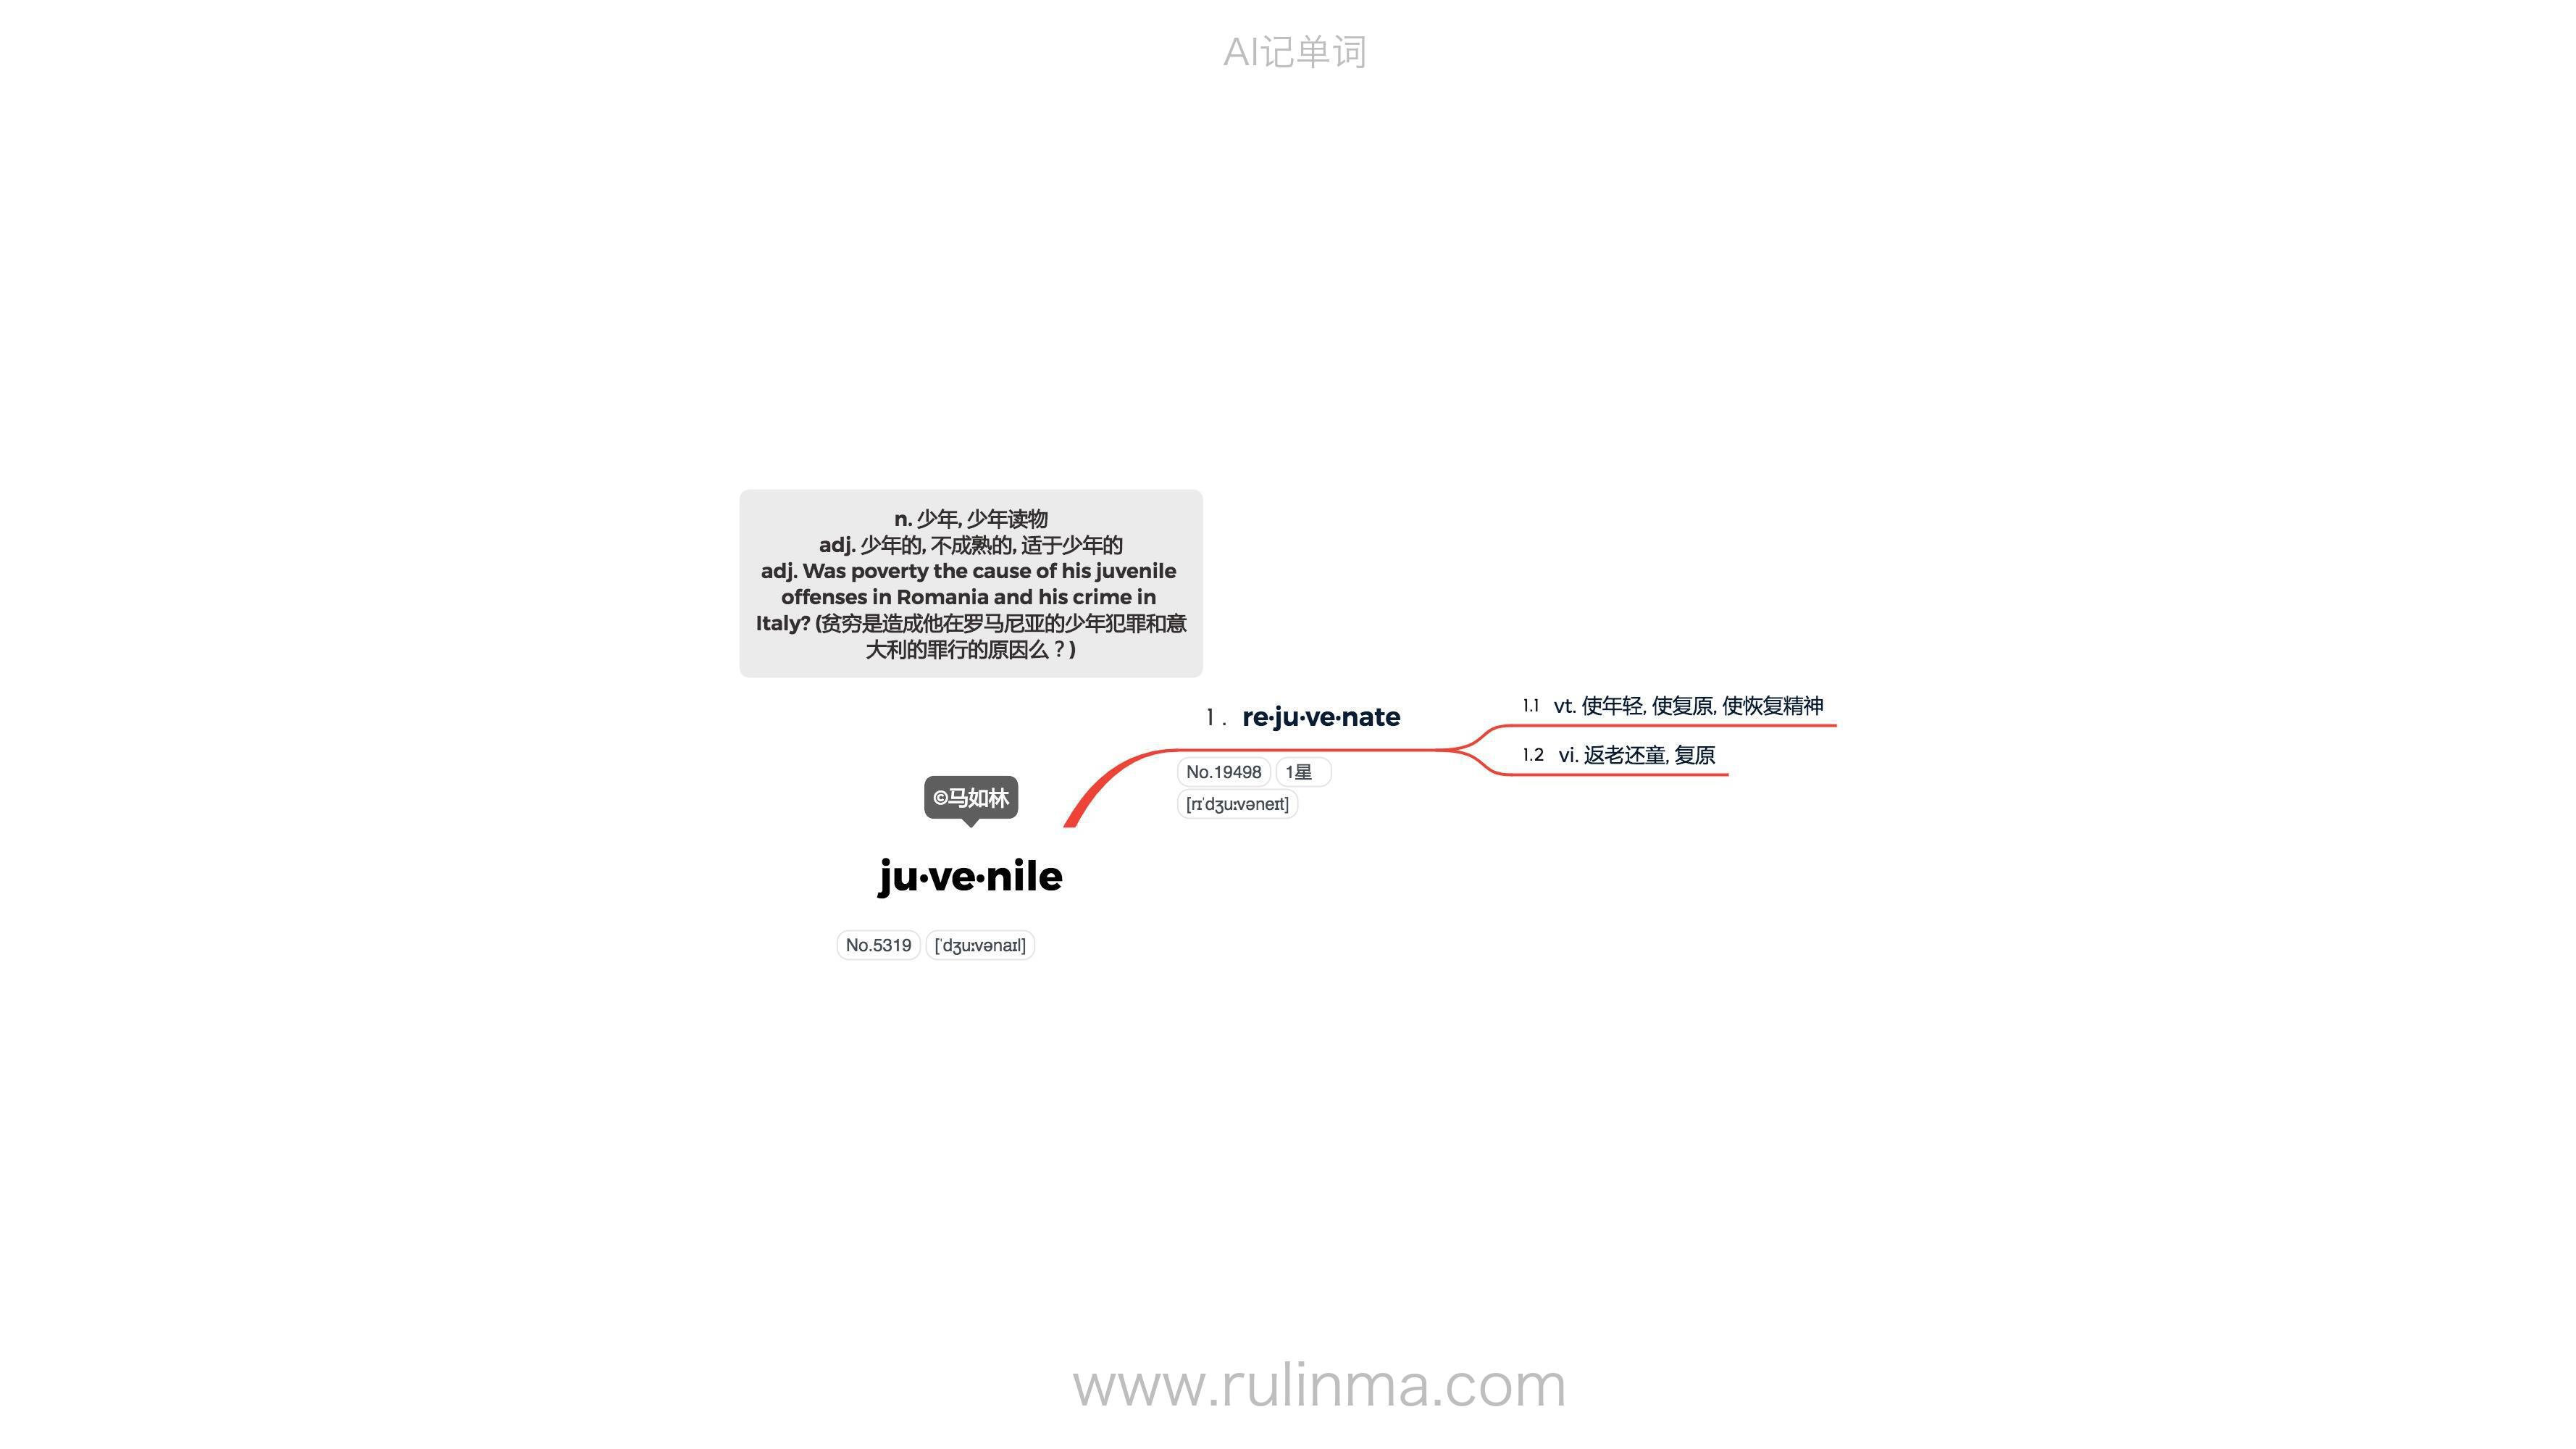 AI记单词
n. 少年, 少年读物
adj. 少年的, 不成熟的, 适于少年的
adj. Was poverty the cause of his juvenile
offenses in Romania and his crime in
Italy? (贫穷是造成他在罗马尼亚的少年犯罪和意
大利的罪行的原因么？)
1. re·ju·ve·nate
No.19498 1星
[rɪˈdʒuːvəneɪt]
1.1 vt. 使年轻, 使复原, 使恢复精神
1.2 vi. 返老还童, 复原
©马如林
ju·ve·nile
No.5319 [ˈdʒuːvənaɪl]
www.rulinma.com